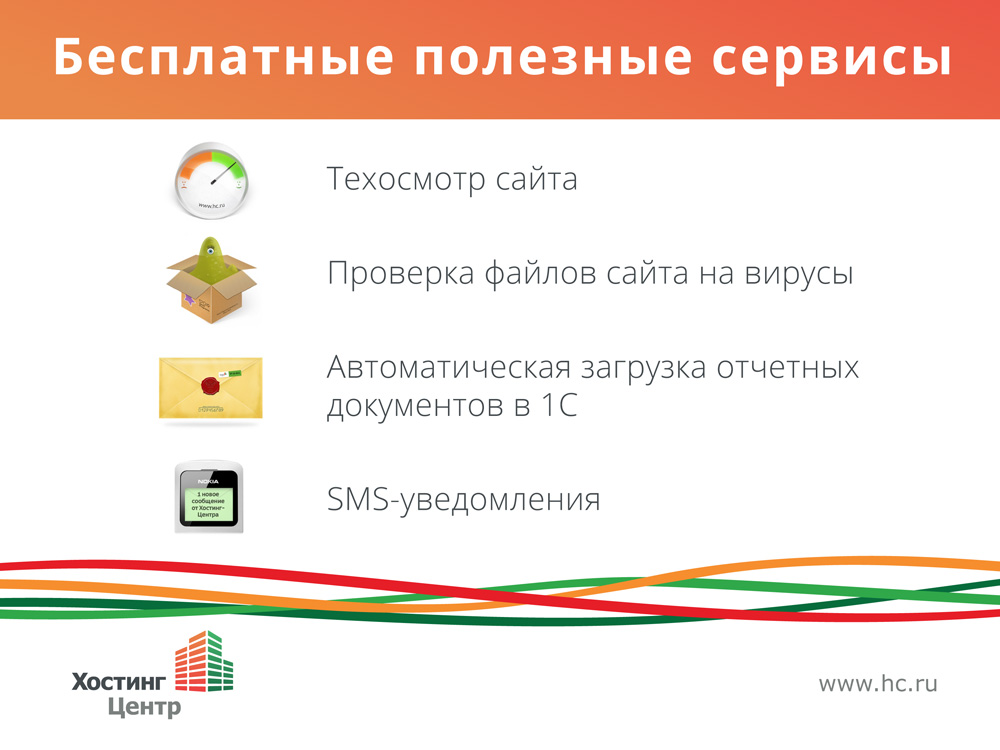 Бесплатные полезные сервисы
www.hc.ru
Техосмотр сайта
Проверка файлов сайта на вирусы
Автоматическая загрузка отчетных
документов в 1С
NOKIA
1 новое
сообщение
от Хостинг-
Центра
SMS-уведомления
Хостинг
Центр
www.hc.ru